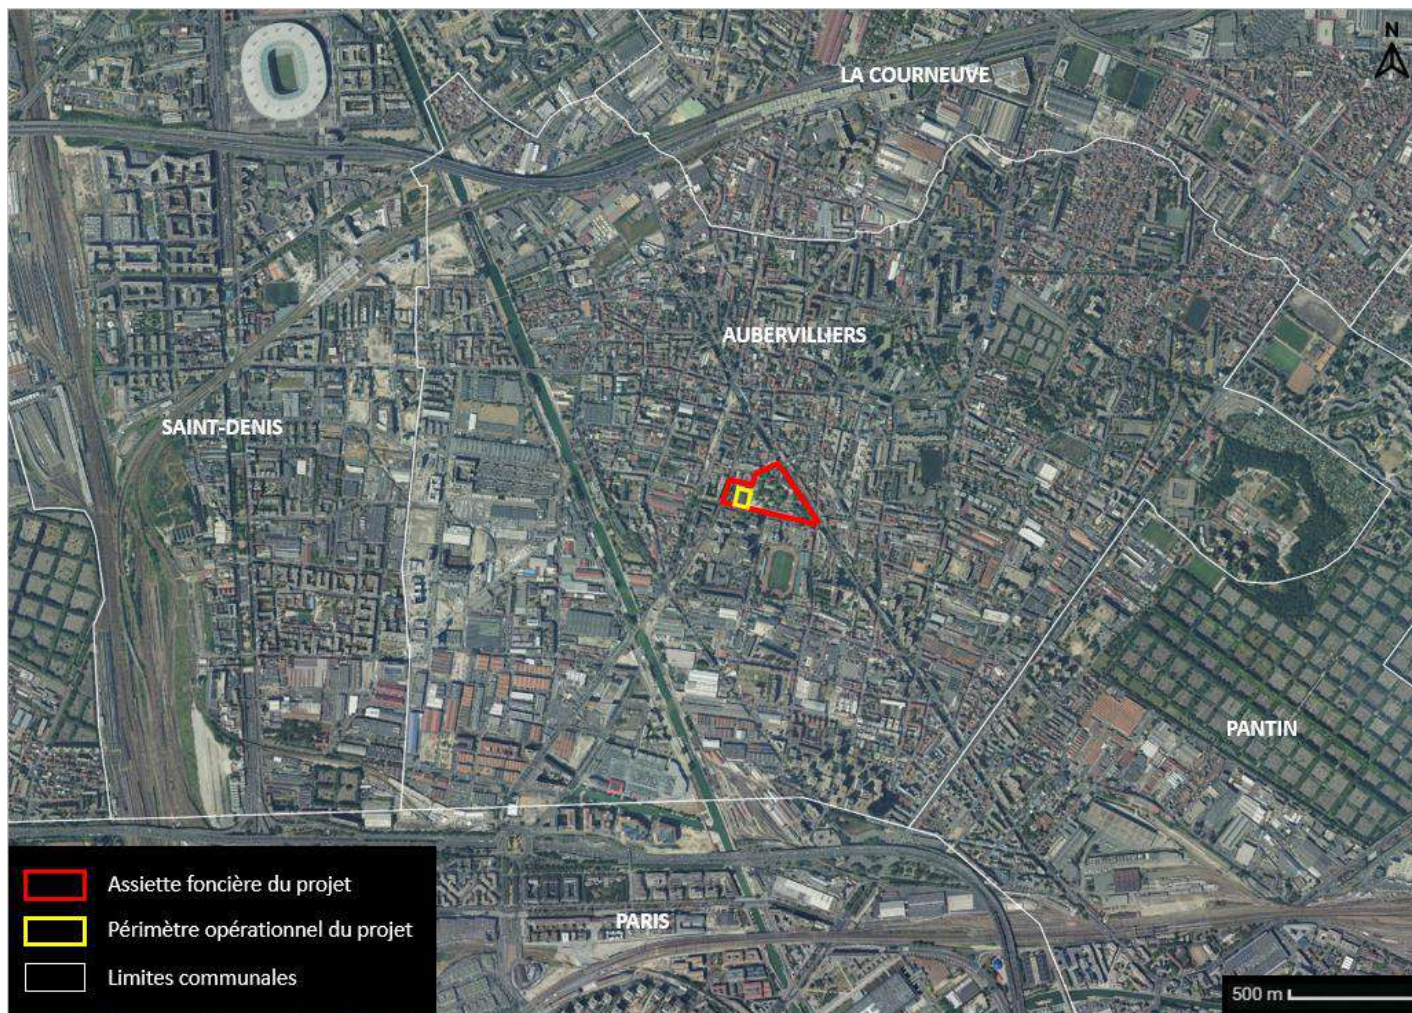 N
LA COURNEUVE
AUBERVILLIERS
SAINT-DENIS
PANTIN
PARIS
Assiette foncière du projet
Périmètre opérationnel du projet
Limites communales
500 m